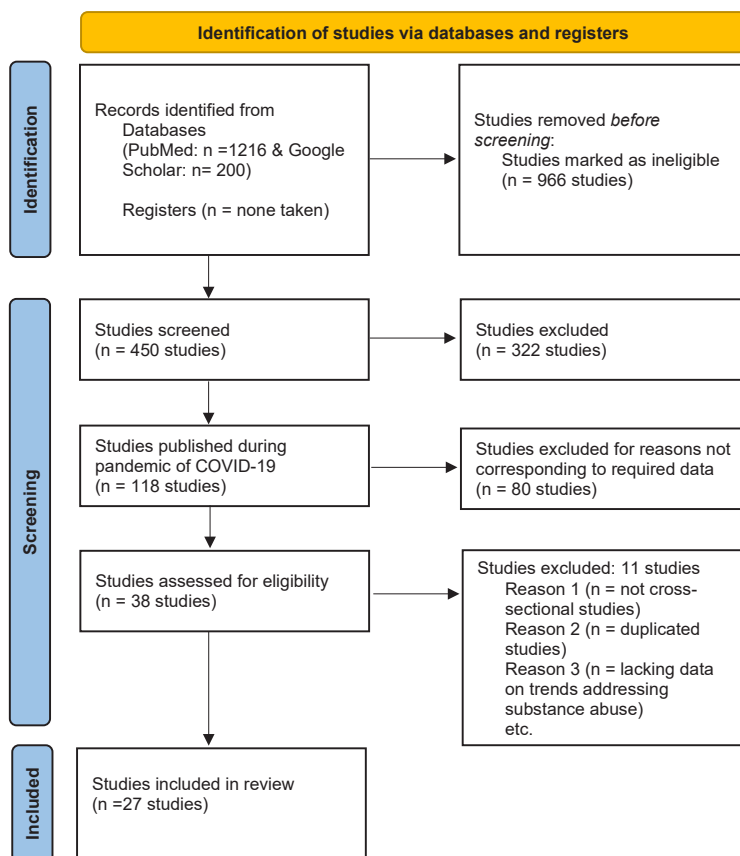 Identification of studies via databases and registers
Identification
Records identified from
Databases
(PubMed: n =1216 & Google
Scholar: n= 200)
Registers (n = none taken)
Studies removed before
screening:
Studies marked as ineligible
(n = 966 studies)
Screening
Studies screened
(n = 450 studies)
Studies excluded
(n = 322 studies)
Studies published during
pandemic of COVID-19
(n = 118 studies)
Studies excluded for reasons not
corresponding to required data
(n = 80 studies)
Studies assessed for eligibility
(n = 38 studies)
Studies excluded: 11 studies
Reason 1 (n = not cross-
sectional studies)
Reason 2 (n = duplicated
studies)
Reason 3 (n = lacking data
on trends addressing
substance abuse)
etc.
Included
Studies included in review
(n =27 studies)